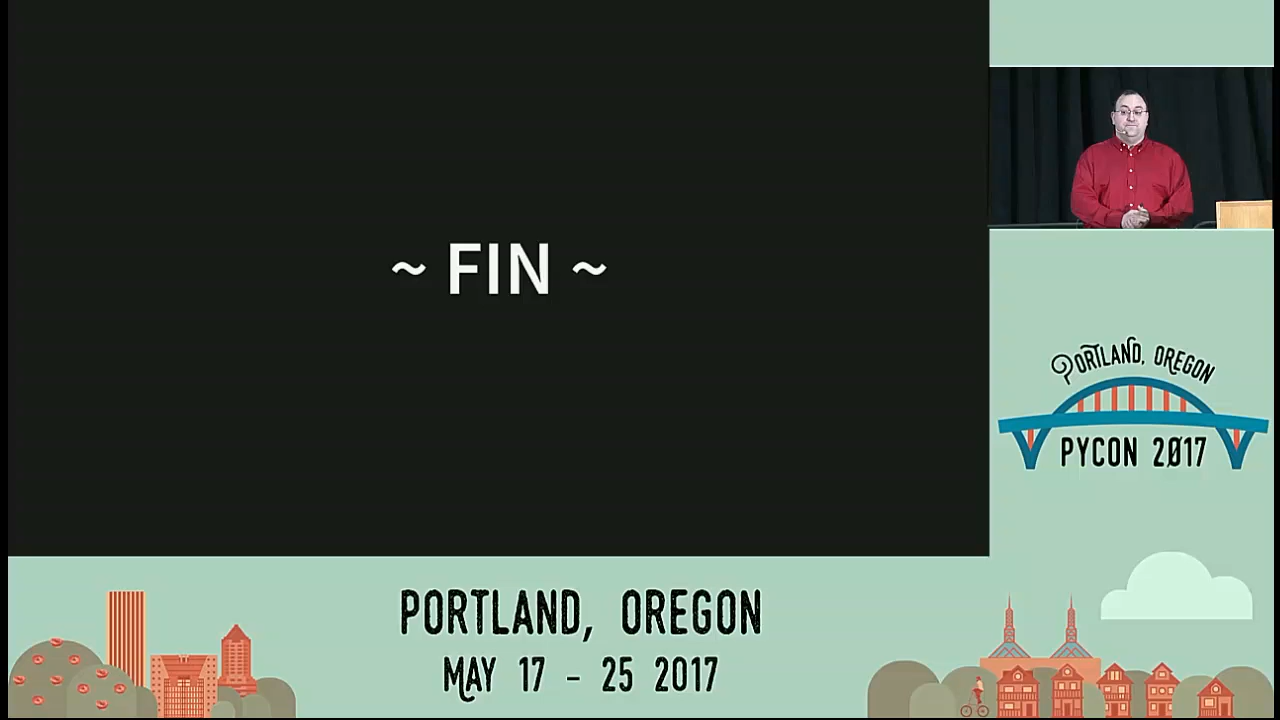 ~ FIN ~
PORTLAND, OREGON
PYCON 2017
PORTLAND, OREGON
MAY 17 - 25 2017